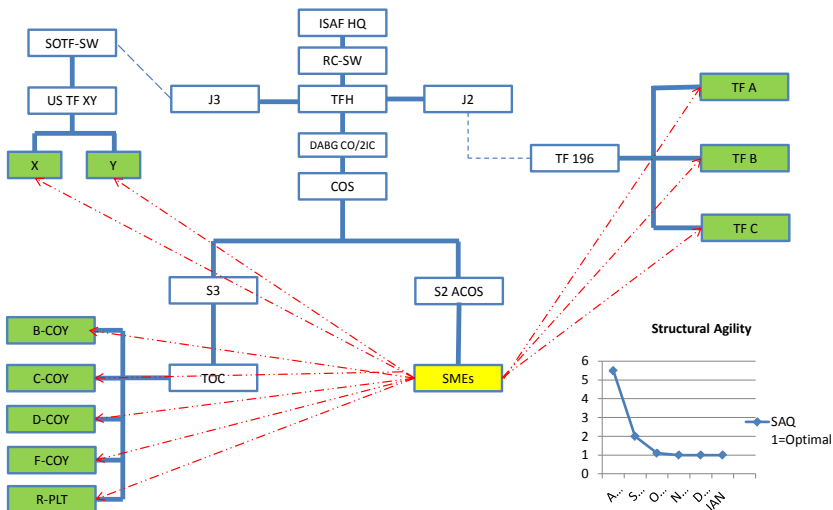 ISAF HQ
SOTF-SW
RC-SW
US TF XY
J3
TFH
J2
TF A
DABG CO/2IC
X
Y
TF 196
TF B
COS
TF C
S3
S2 ACOS
B-COY
C-COY
TOC
SMEs
D-COY
F-COY
R-PLT
Structural Agility
6
5
4
3
2
1
0
A...
S...
O...
N...
D...
IAN
SAQ
1=Optimal